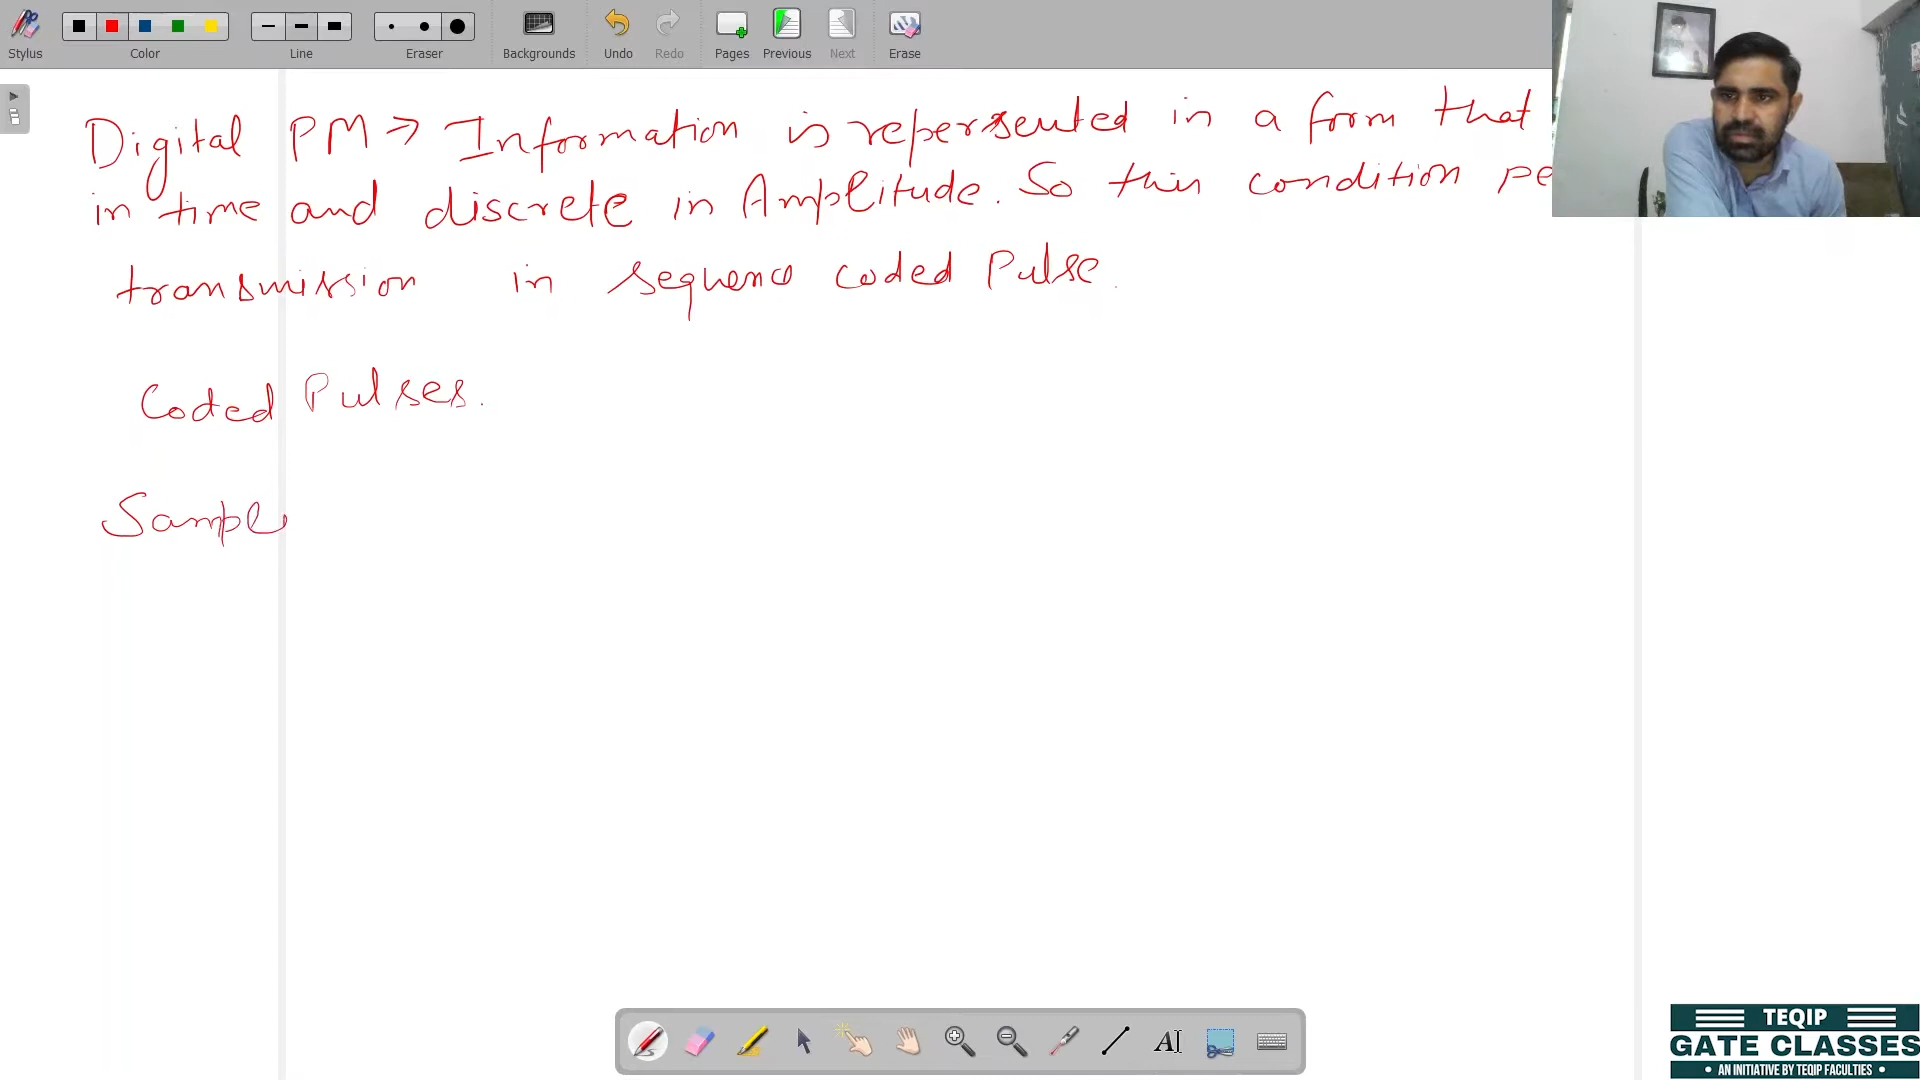 Stylus
Color
Line
Eraser
Backgrounds
Undo
Redo
Pages
Previous
Next
Erase
Digital PM → Information is repersented in a form that
in time and discrete in Amplitude. So this condition pe
transmission in sequence coded Pulse.
Coded Pulses.
Sample
TEQIP
GATE CLASSES
• AN INITIATIVE BY TEQIP FACULTIES •